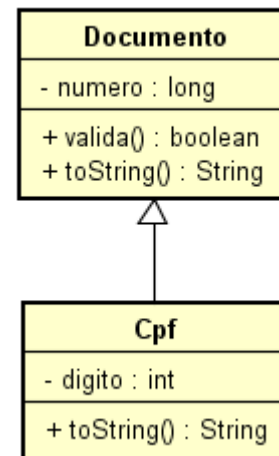 Documento
- numero : long
+ valida() : boolean
+ toString() : String
Cpf
- digito : int
+ toString() : String